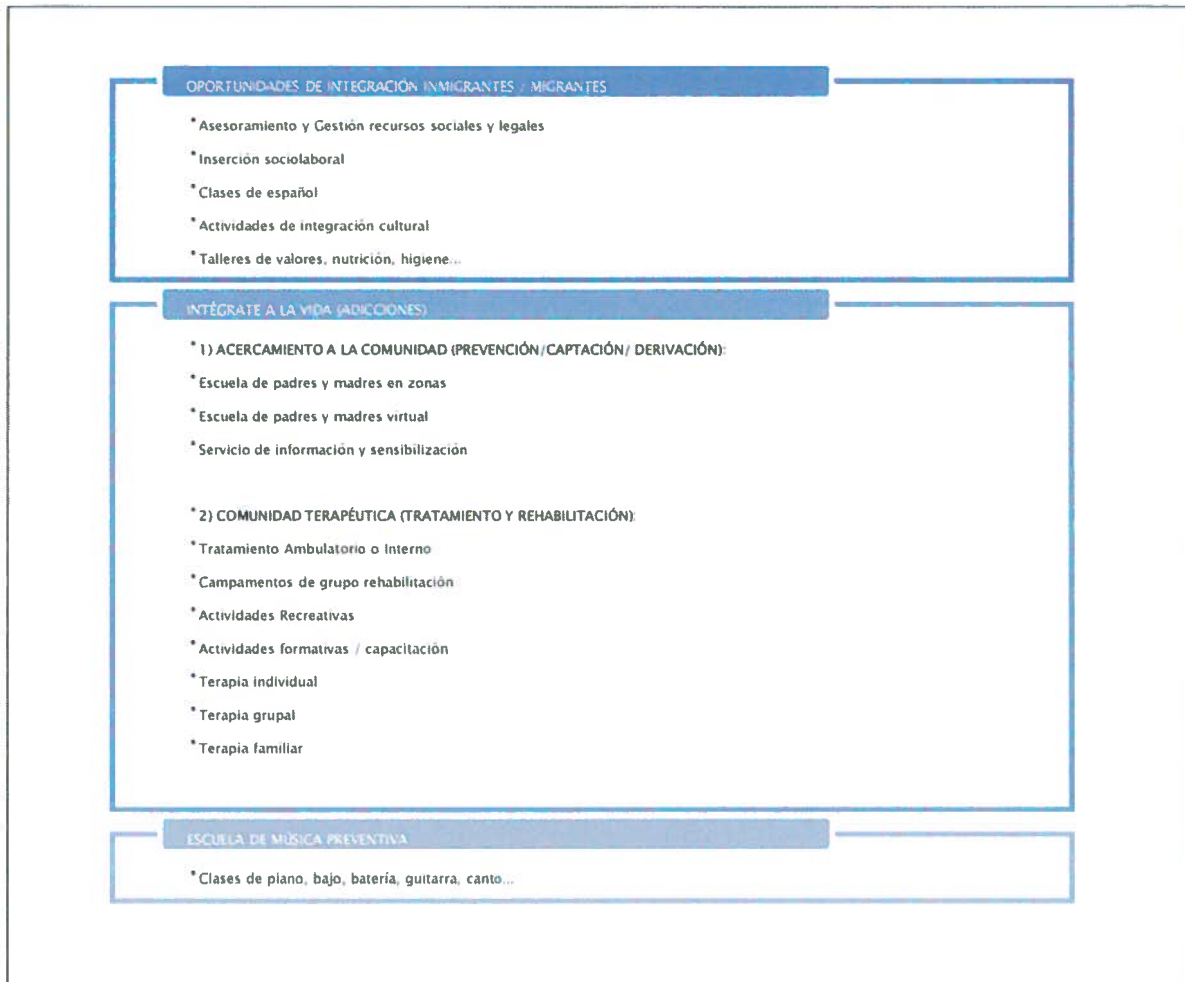 OPORTUNIDADES DE INTEGRACIÓN INMIGRANTES / MIGRANTES
* Asesoramiento y Gestión recursos sociales y legales
* Inserción sociolaboral
* Clases de español
* Actividades de integración cultural
* Talleres de valores, nutrición, higiene...
INTÉGRATE A LA VIDA (ADICCIONES)
* 1) ACERCAMIENTO A LA COMUNIDAD (PREVENCIÓN/CAPTACIÓN/ DERIVACIÓN):
* Escuela de padres y madres en zonas
* Escuela de padres y madres virtual
* Servicio de información y sensibilización
* 2) COMUNIDAD TERAPÉUTICA (TRATAMIENTO Y REHABILITACIÓN):
* Tratamiento Ambulatorio o Interno
* Campamentos de grupo rehabilitación
* Actividades Recreativas
* Actividades formativas / capacitación
* Terapia individual
* Terapia grupal
* Terapia familiar
ESCUELA DE MÚSICA PREVENTIVA
* Clases de piano, bajo, batería, guitarra, canto...